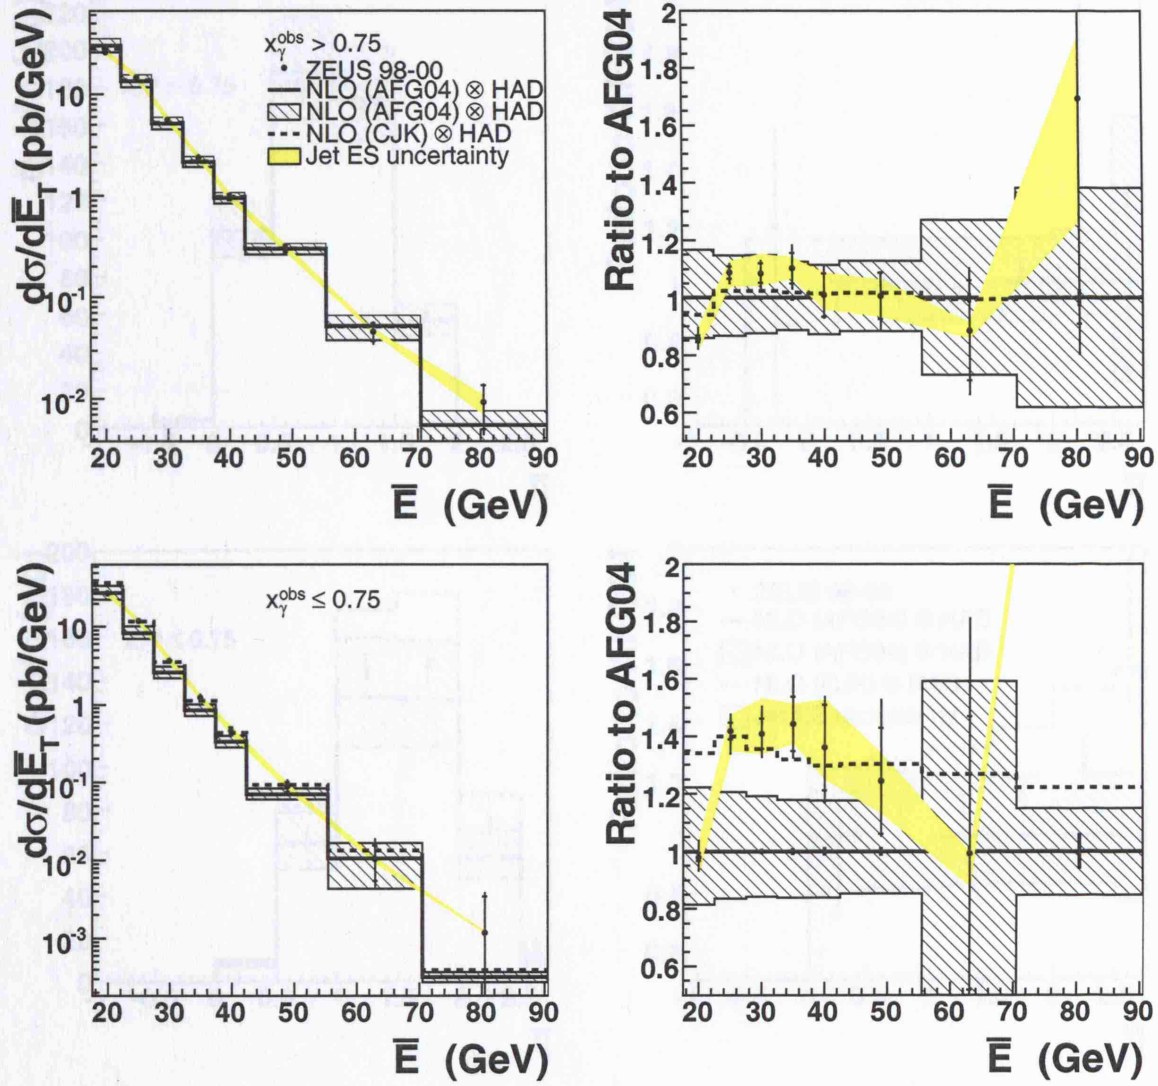 dσ/dE̅_T (pb/GeV)
10
1
10⁻¹
10⁻²
x_γ^obs > 0.75
ZEUS 98-00
NLO (AFG04) ⊗ HAD
NLO (AFG04) ⊗ HAD
NLO (CJK) ⊗ HAD
Jet ES uncertainty
20 30 40 50 60 70 80 90
E̅ (GeV)
Ratio to AFG04
2
1.8
1.6
1.4
1.2
1
0.8
0.6
20 30 40 50 60 70 80 90
E̅ (GeV)
dσ/dE̅_T (pb/GeV)
10
1
10⁻¹
10⁻²
10⁻³
x_γ^obs ≤ 0.75
20 30 40 50 60 70 80 90
E̅ (GeV)
Ratio to AFG04
2
1.8
1.6
1.4
1.2
1
0.8
0.6
20 30 40 50 60 70 80 90
E̅ (GeV)